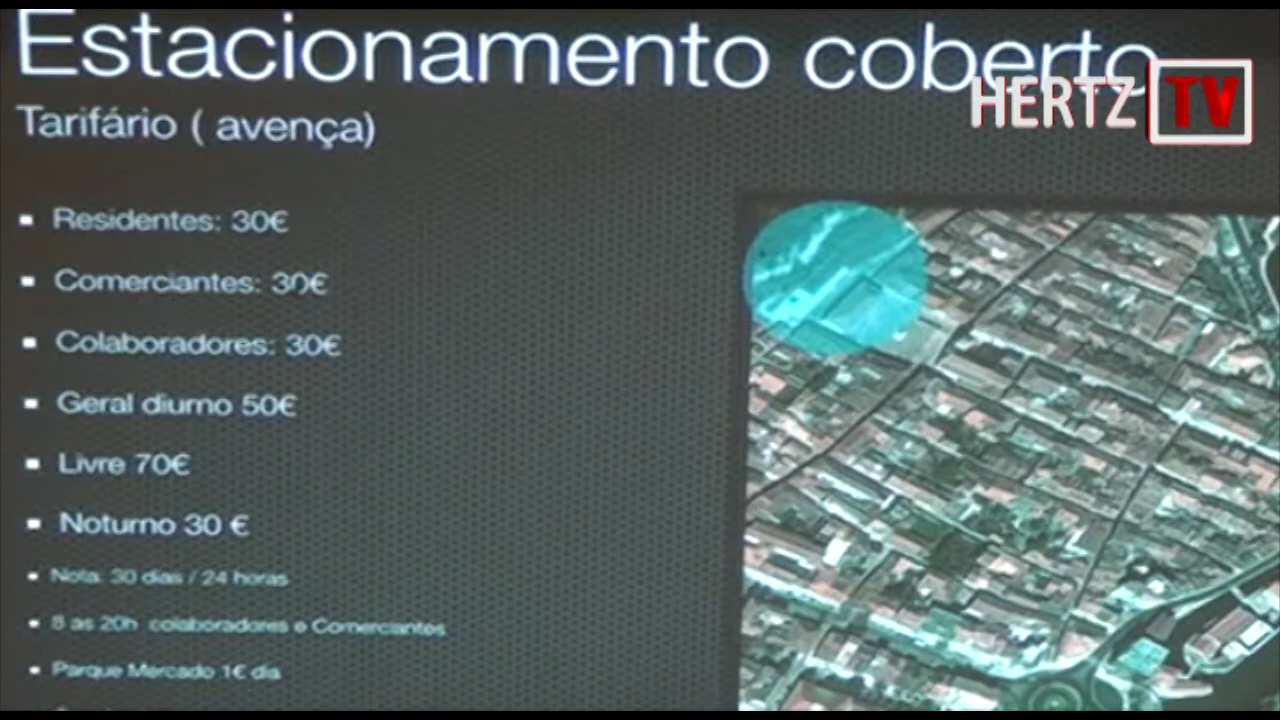 Estacionamento coberto
HERTZ TV
Tarifário ( avença)
▪ Residentes: 30€
▪ Comerciantes: 30€
▪ Colaboradores: 30€
▪ Geral diurno 50€
▪ Livre 70€
▪ Noturno 30 €
▪ Nota: 30 dias / 24 horas
▪ 8 as 20h colaboradores e Comerciantes
▪ Parque Mercado 1€ dia